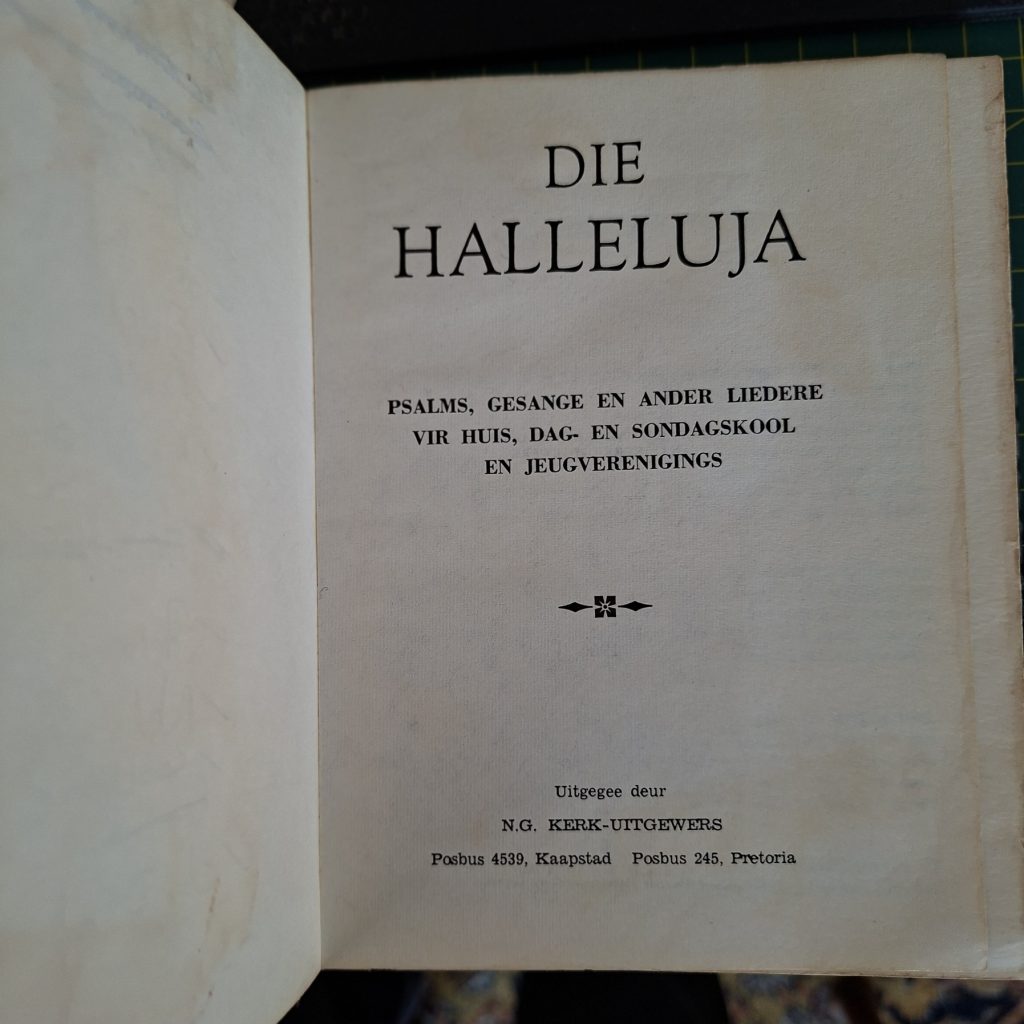 DIE
HALLELUJA
PSALMS, GESANGE EN ANDER LIEDERE
VIR HUIS, DAG- EN SONDAGSKOOL
EN JEUGVERENIGINGS
Uitgegee deur
N.G. KERK-UITGEWERS
Posbus 4539, Kaapstad Posbus 245, Pretoria